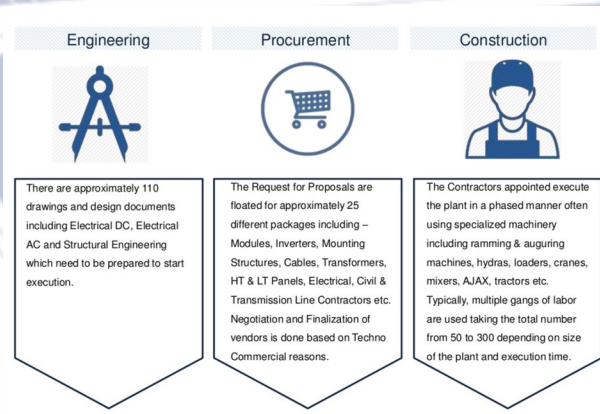 Engineering
Procurement
Construction
There are approximately 110
drawings and design documents
including Electrical DC, Electrical
AC and Structural Engineering
which need to be prepared to start
execution.
The Request for Proposals are
floated for approximately 25
different packages including –
Modules, Inverters, Mounting
Structures, Cables, Transformers,
HT & LT Panels, Electrical, Civil &
Transmission Line Contractors etc.
Negotiation and Finalization of
vendors is done based on Techno
Commercial reasons.
The Contractors appointed execute
the plant in a phased manner often
using specialized machinery
including ramming & auguring
machines, hydras, loaders, cranes,
mixers, AJAX, tractors etc.
Typically, multiple gangs of labor
are used taking the total number
from 50 to 300 depending on size
of the plant and execution time.